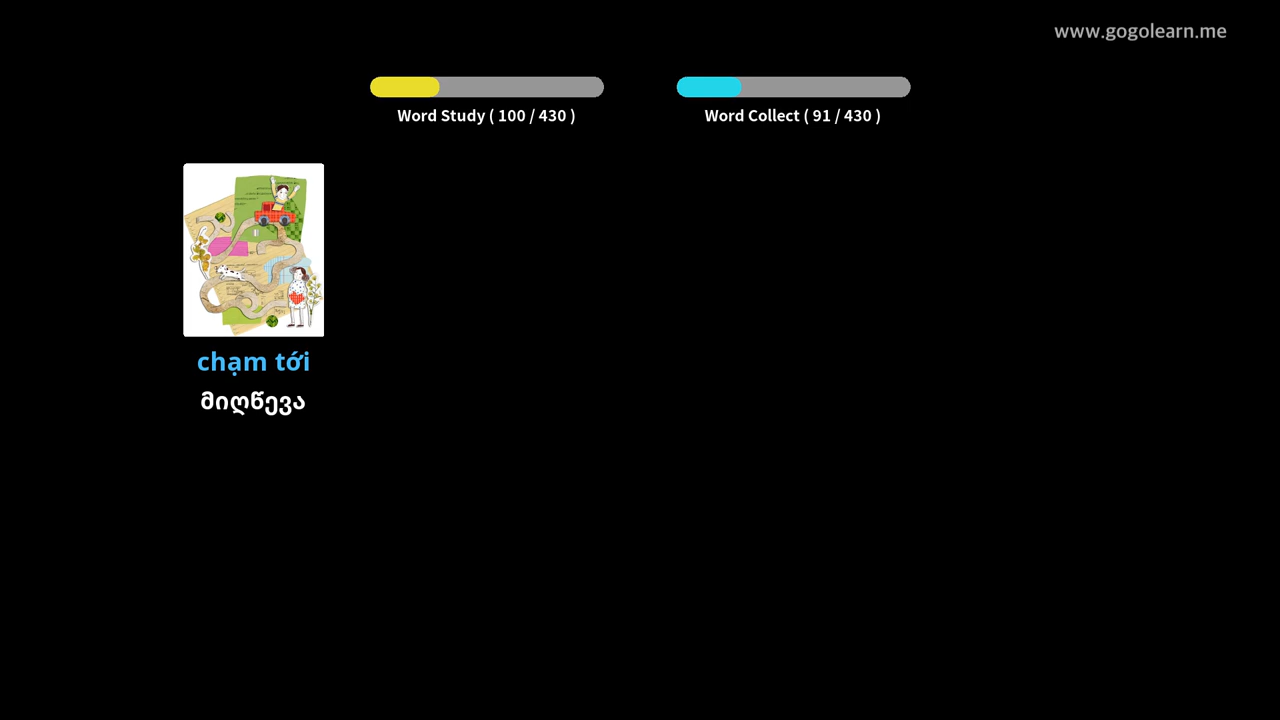 www.gogolearn.me
Word Study ( 100 / 430 )
Word Collect ( 91 / 430 )
chạm tới
მიღწევა